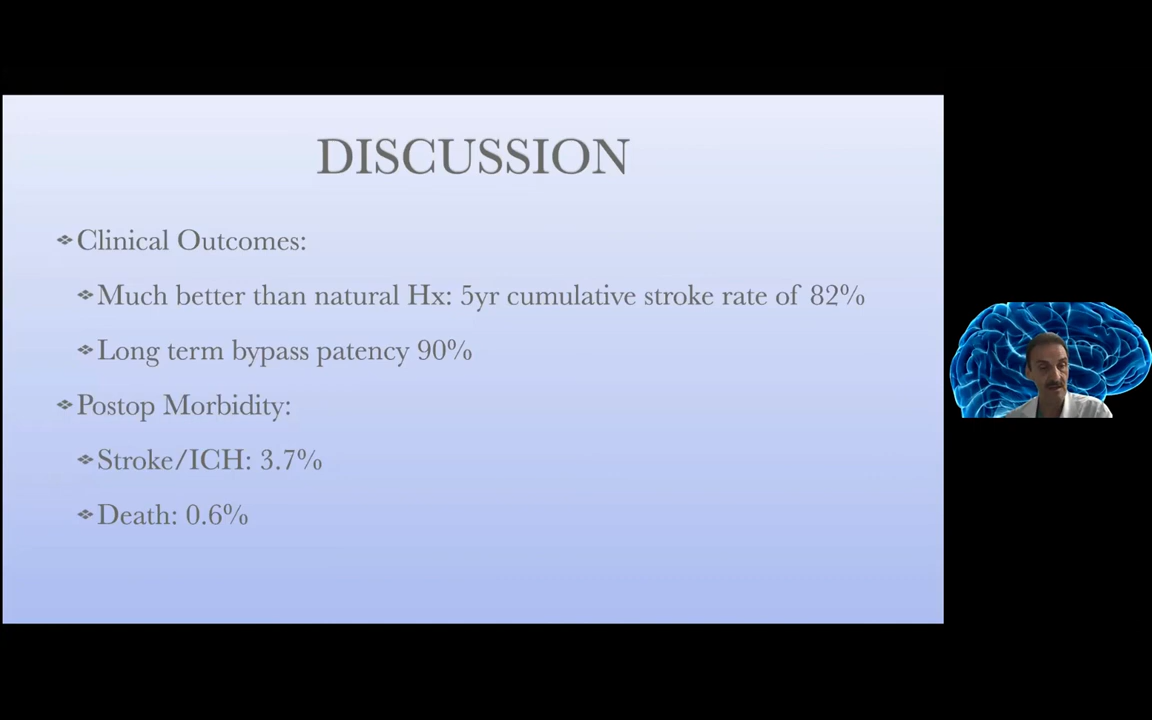 DISCUSSION
Clinical Outcomes:
Much better than natural Hx: 5yr cumulative stroke rate of 82%
Long term bypass patency 90%
Postop Morbidity:
Stroke/ICH: 3.7%
Death: 0.6%